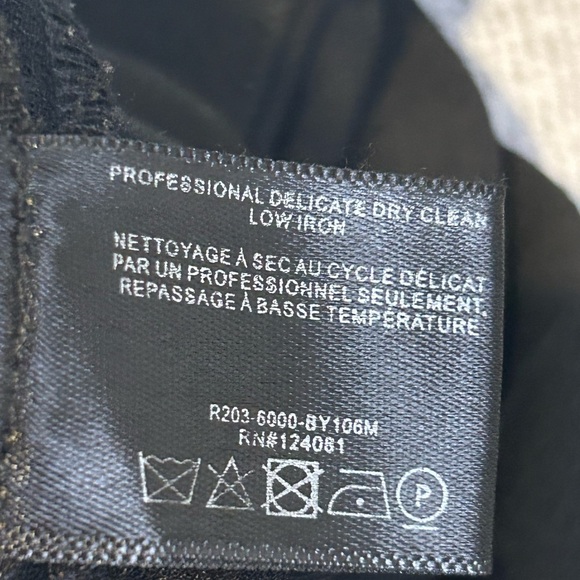 PROFESSIONAL DELICATE DRY CLEAN
LOW IRON
NETTOYAGE À SEC AU CYCLE DÉLICAT
PAR UN PROFESSIONNEL SEULEMENT.
REPASSAGE À BASSE TEMPÉRATURE
R203-6000-BY106M
RN#124081
P